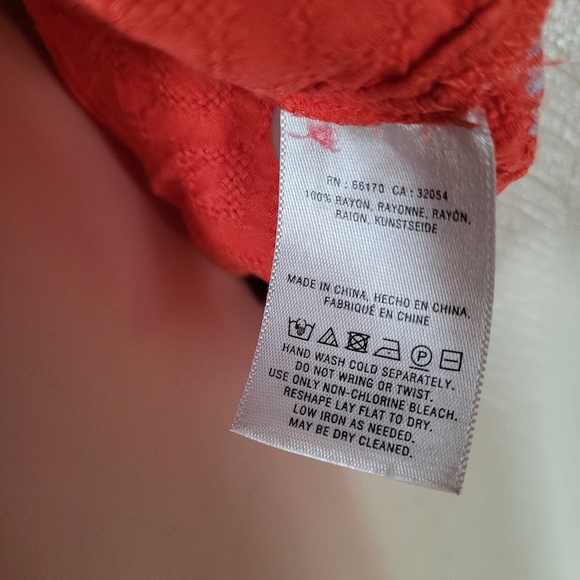 RN : 66170 CA : 32054
100% RAYON, RAYONNE, RAYÓN,
RAION, KUNSTSEIDE
MADE IN CHINA, HECHO EN CHINA,
FABRIQUÉ EN CHINE
P
HAND WASH COLD SEPARATELY.
DO NOT WRING OR TWIST.
USE ONLY NON-CHLORINE BLEACH.
RESHAPE LAY FLAT TO DRY.
LOW IRON AS NEEDED.
MAY BE DRY CLEANED.